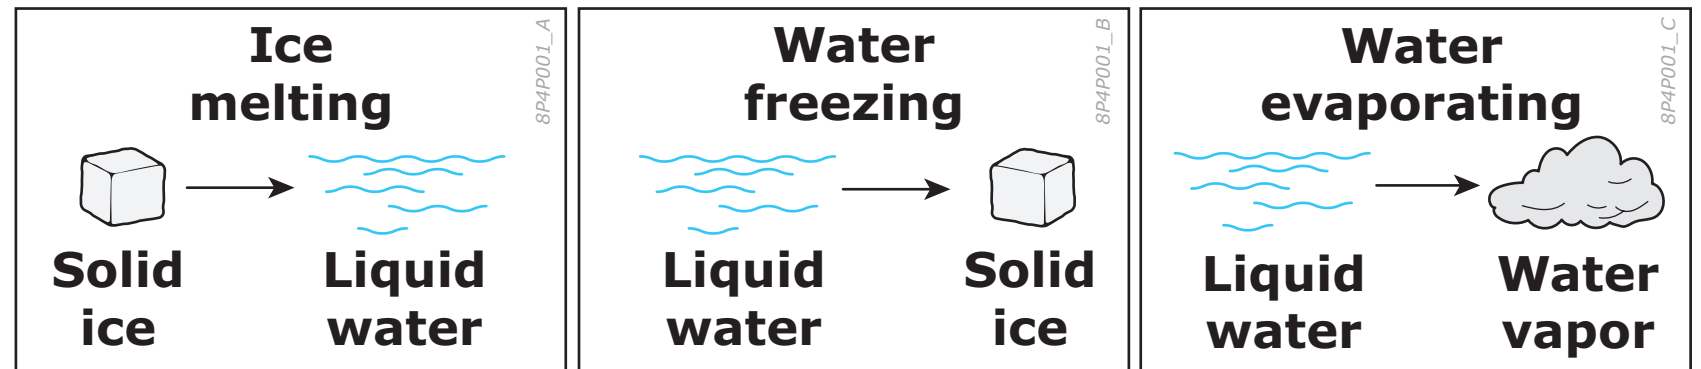 Ice
melting
8P4P001_A
Solid
ice
Liquid
water
Water
freezing
8P4P001_B
Liquid
water
Solid
ice
Water
evaporating
8P4P001_C
Liquid
water
Water
vapor